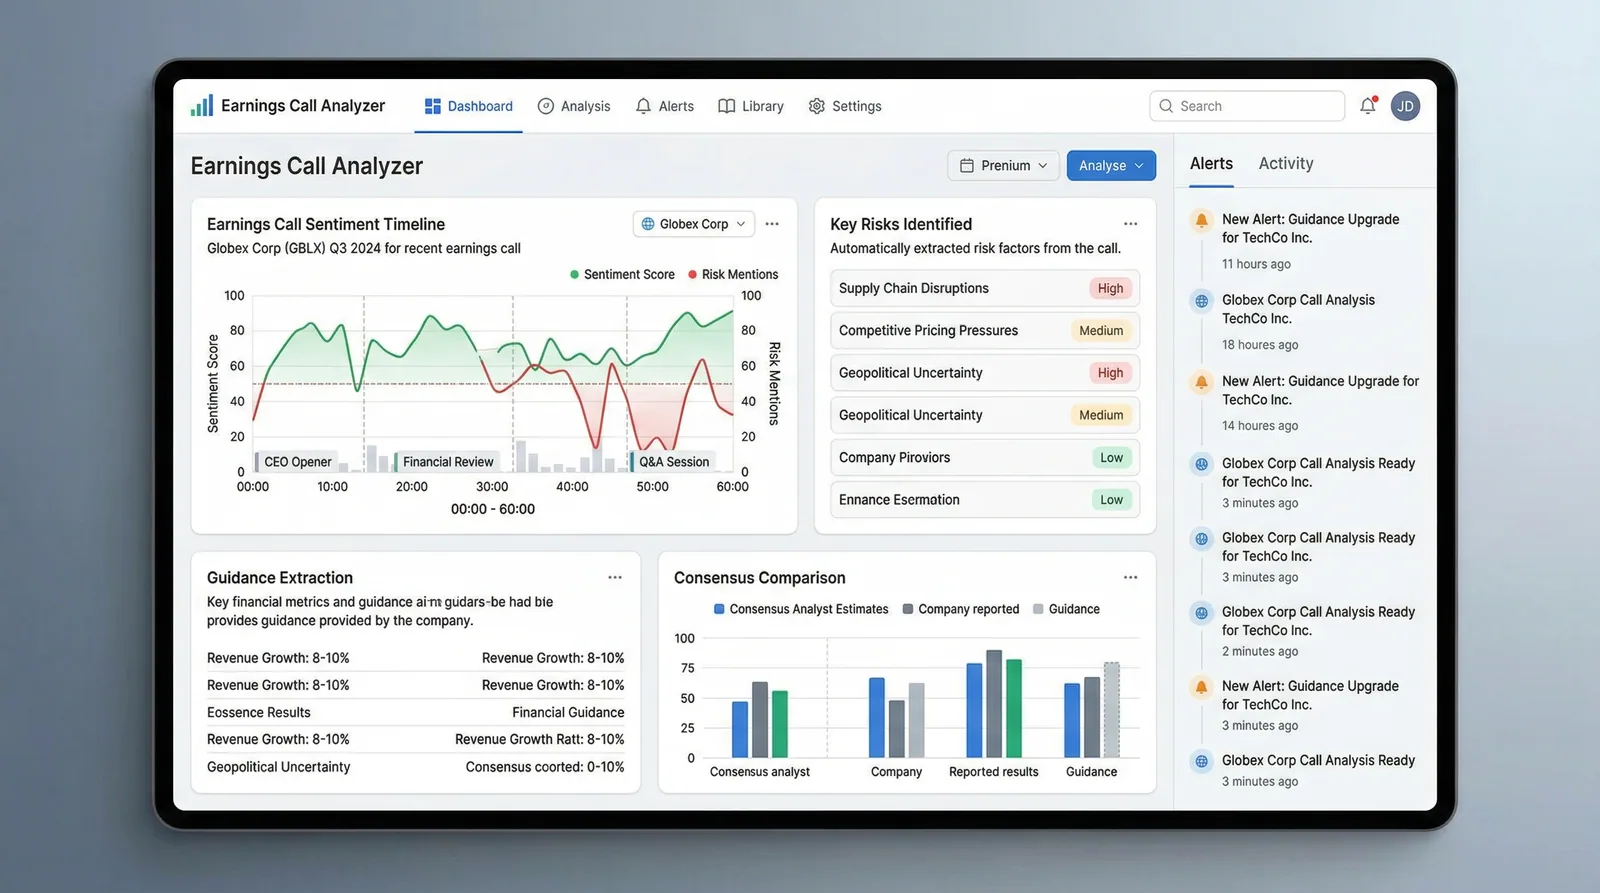 Earnings Call Analyzer
Dashboard
Analysis
Alerts
Library
Settings
Search
JD
Earnings Call Analyzer
Prenium
Analyse
Earnings Call Sentiment Timeline
Globex Corp
Globex Corp (GBLX) Q3 2024 for recent earnings call
Sentiment Score
Risk Mentions
100
80
60
40
20
0
Sentiment Score
100
80
60
40
20
0
Risk Mentions
CEO Opener
Financial Review
Q&A Session
00:00
10:00
20:00
30:00
40:00
50:00
60:00
00:00 - 60:00
Key Risks Identified
Automatically extracted risk factors from the call.
Supply Chain Disruptions High
Competitive Pricing Pressures Medium
Geopolitical Uncertainty High
Geopolitical Uncertainty Medium
Company Piroviors Low
Ennance Esermotion Low
Guidance Extraction
Key financial metrics and guidance had
provides guidance provided by the company.
Revenue Growth: 8-10% Revenue Growth: 8-10%
Revenue Growth: 8-10% Revenue Growth: 8-10%
Eossence Results Financial Guidance
Revenue Growth: 8-10% Revenue Growth Ratt: 8-10%
Geopolitical Uncertainty Consensus coorted: 0-10%
Consensus Comparison
Consensus Analyst Estimates
Company reported
Guidance
100
75
50
25
0
Consensus analyst
Company
Reported results
Guidance
Alerts
Activity
New Alert: Guidance Upgrade
for TechCo Inc.
11 hours ago
Globex Corp Call Analysis
TechCo Inc.
18 houres ago
New Alert: Guidance Upgrade for
TechCo Inc.
14 houres ago
Globex Corp Call Analysis Ready
for TechCo Inc.
3 minutes ago
Globex Corp Call Analysis Ready
for TechCo Inc.
3 minutes ago
Globex Corp Call Analysis Ready
for TechCo Inc.
2 minutes ago
New Alert: Guidance Upgrade
for TechCo Inc.
3 minutes ago
Globex Corp Call Analysis Ready
3 minutes ago